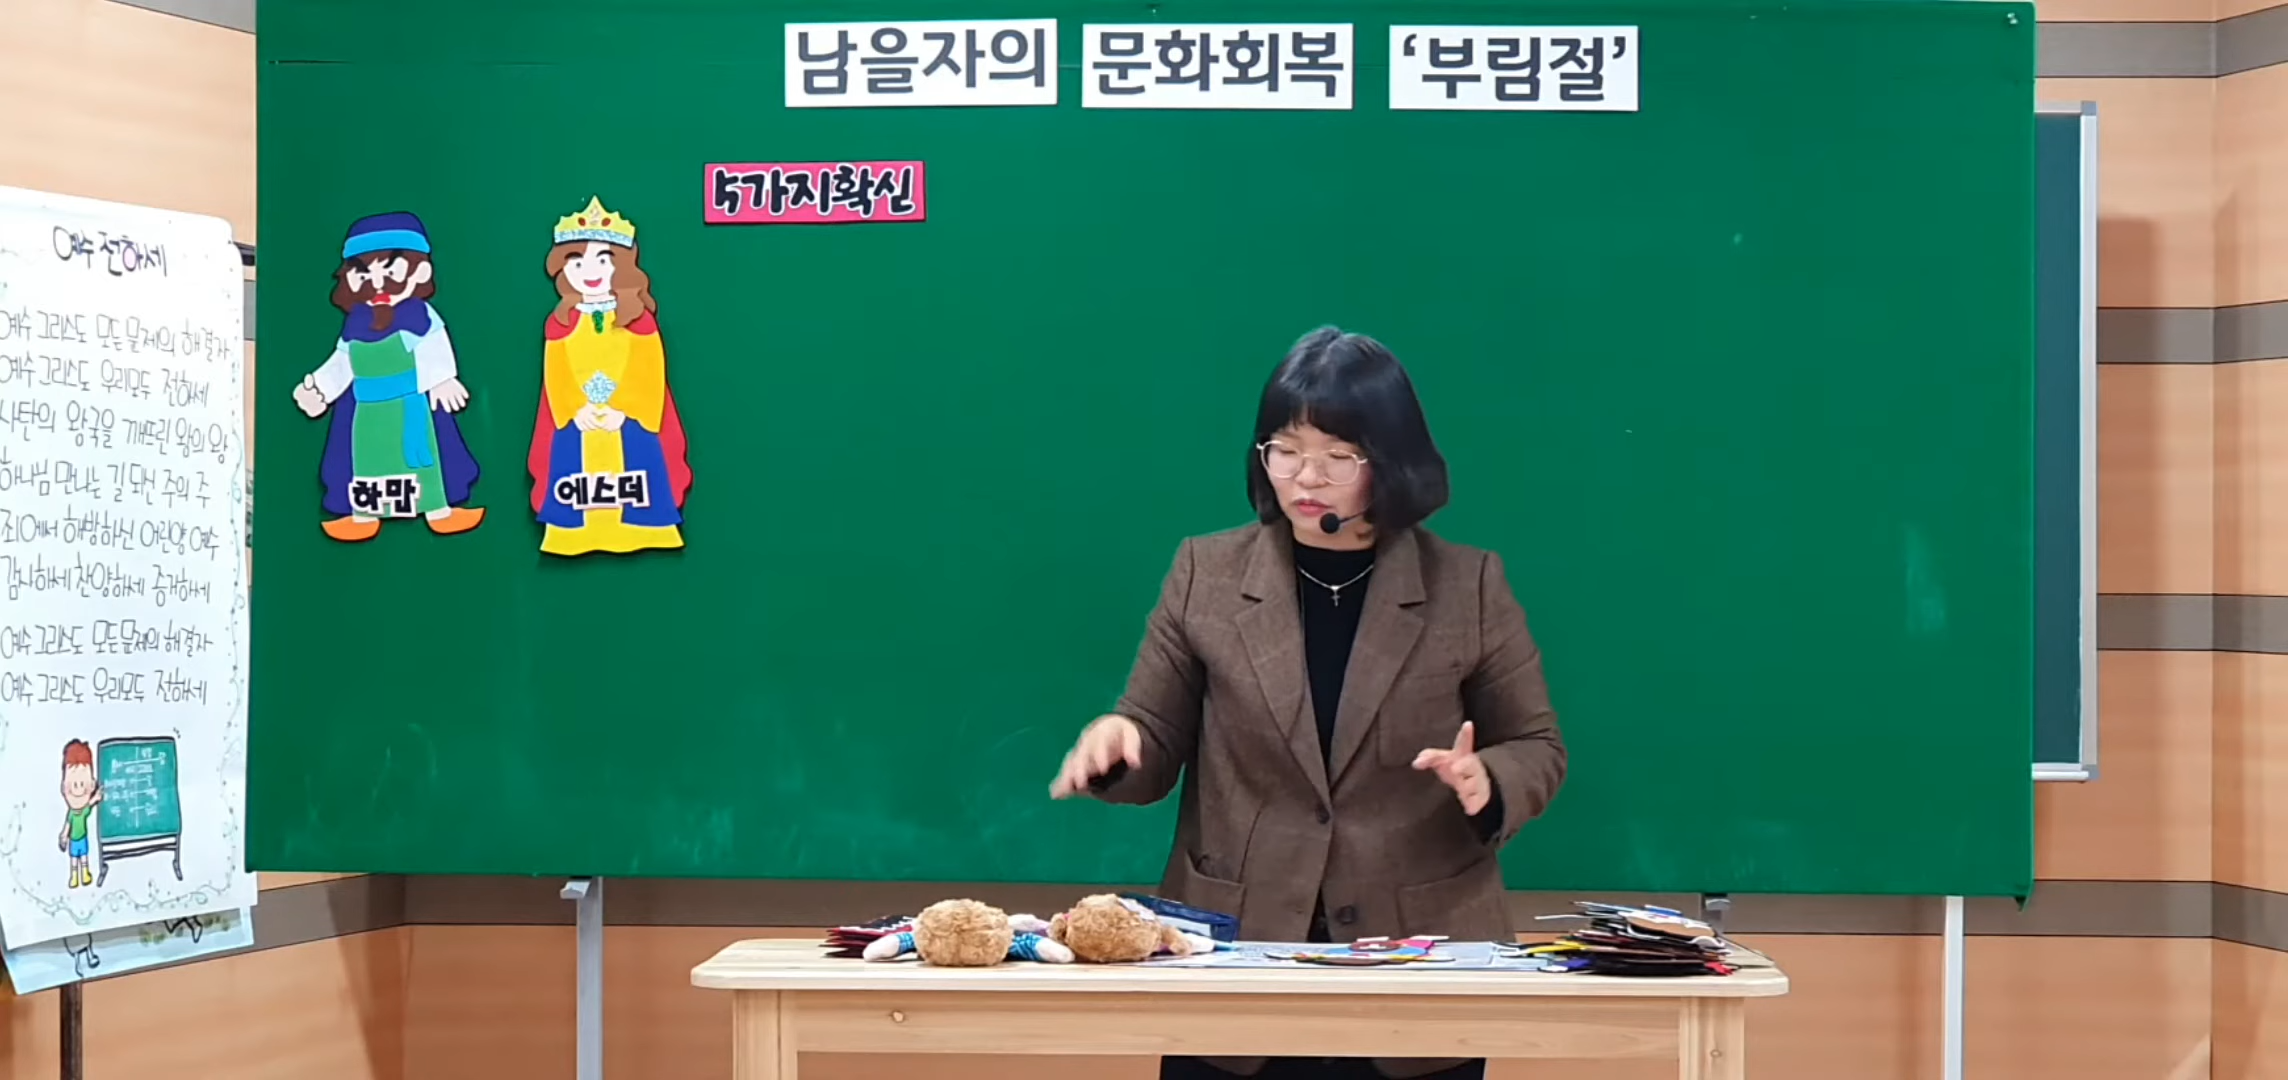 남을자의 문화회복 ‘부림절’
5가지확신
하만
에스더
예수 전하세
예수 그리스도 모든 문제의 해결자
예수 그리스도 우리모두 전하세
사탄의 왕국을 깨뜨린 왕의 왕
하나님 만나는 길 되신 주의 주
죄에서 해방하신 어린양 예수
감사하세 찬양하세 증거하세
예수 그리스도 모든 문제의 해결자
예수 그리스도 우리모두 전하세